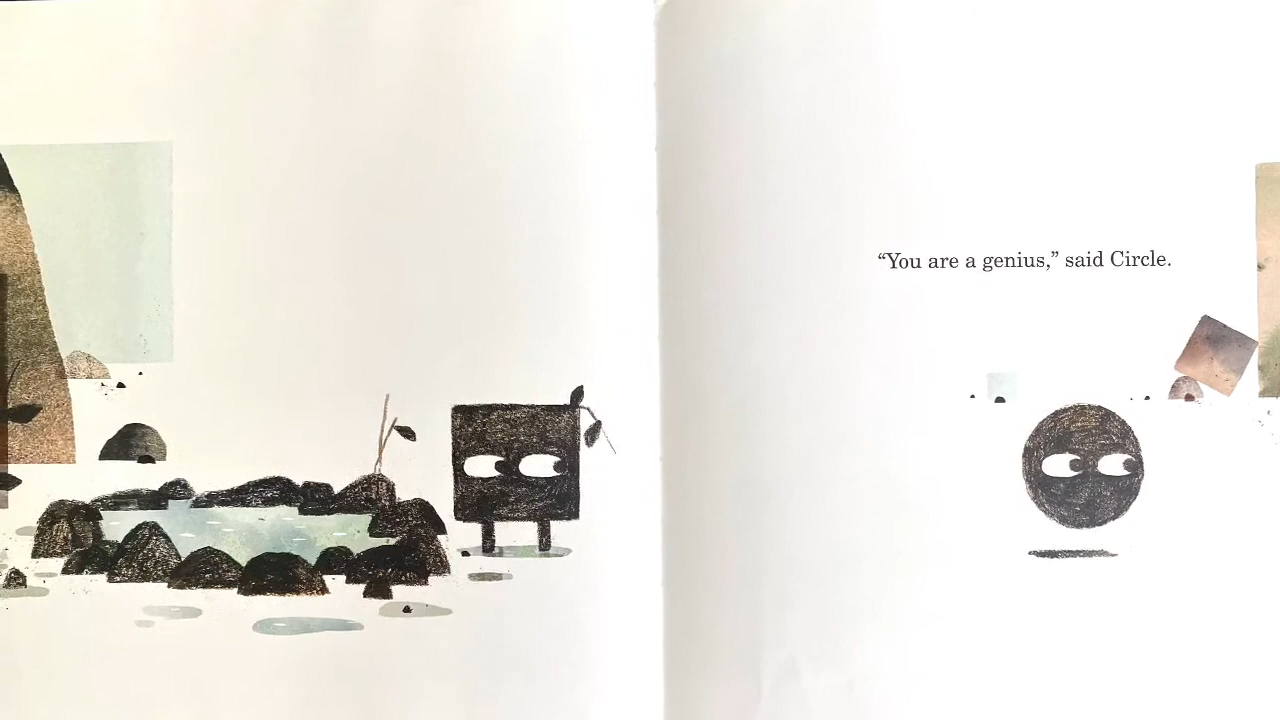 “You are a genius,” said Circle.